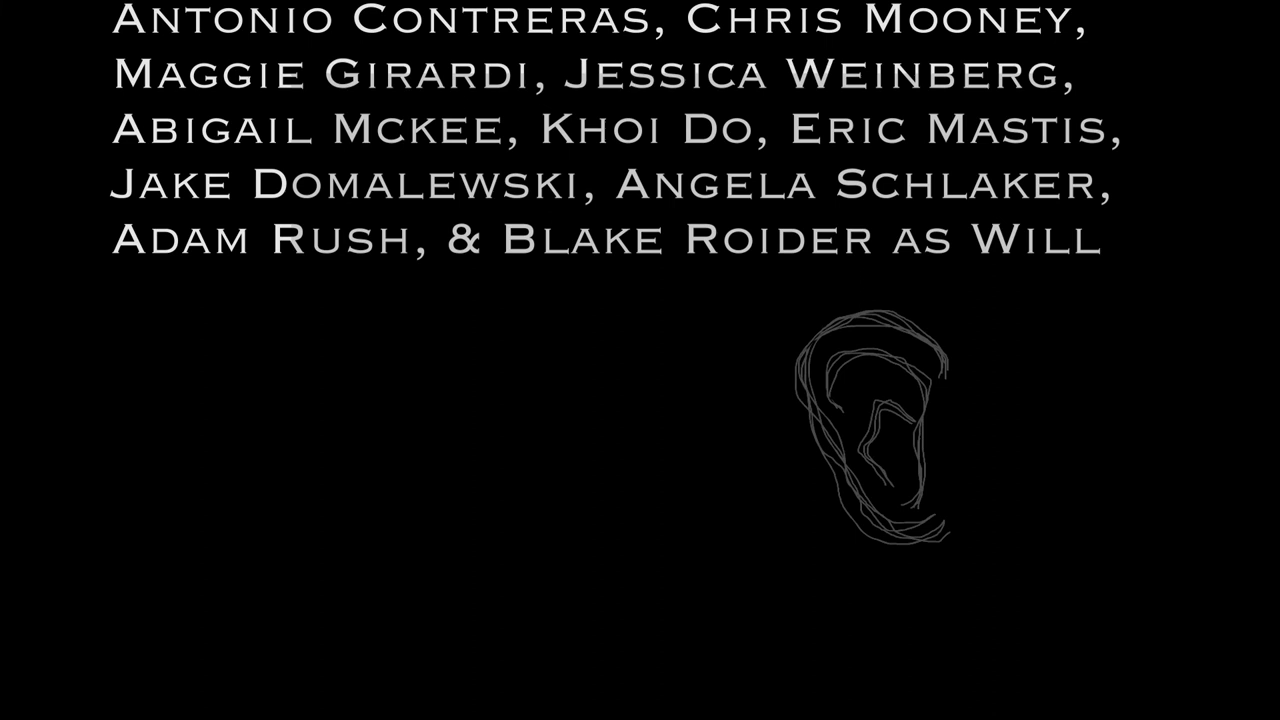 Antonio Contreras, Chris Mooney,
Maggie Girardi, Jessica Weinberg,
Abigail Mckee, Khoi Do, Eric Mastis,
Jake Domalewski, Angela Schlaker,
Adam Rush, & Blake Roider as Will